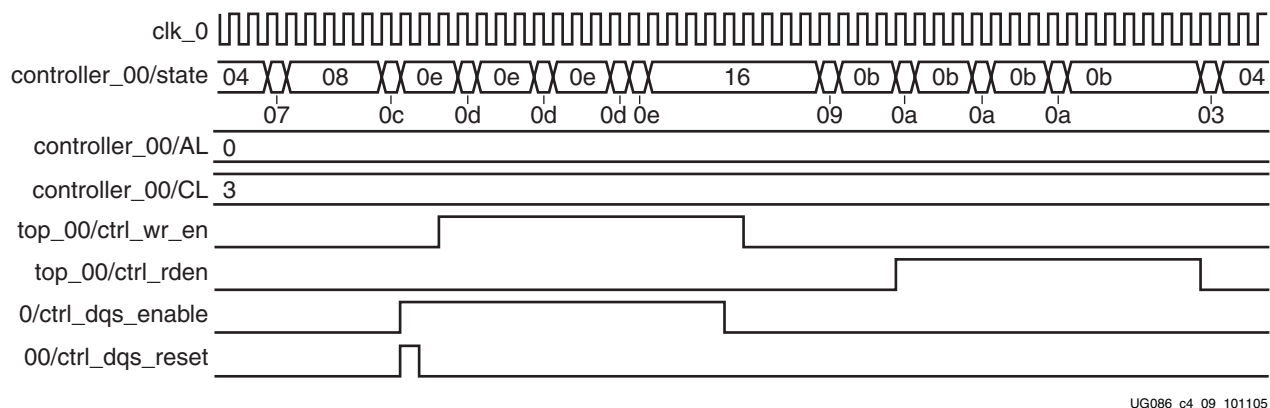 clk_0
controller_00/state 04 08 0e 0e 0e 16 0b 0b 0b 0b 04
07 0c 0d 0d 0d 0e 09 0a 0a 0a 03
controller_00/AL 0
controller_00/CL 3
top_00/ctrl_wr_en
top_00/ctrl_rden
0/ctrl_dqs_enable
00/ctrl_dqs_reset
UG086_c4_09_101105